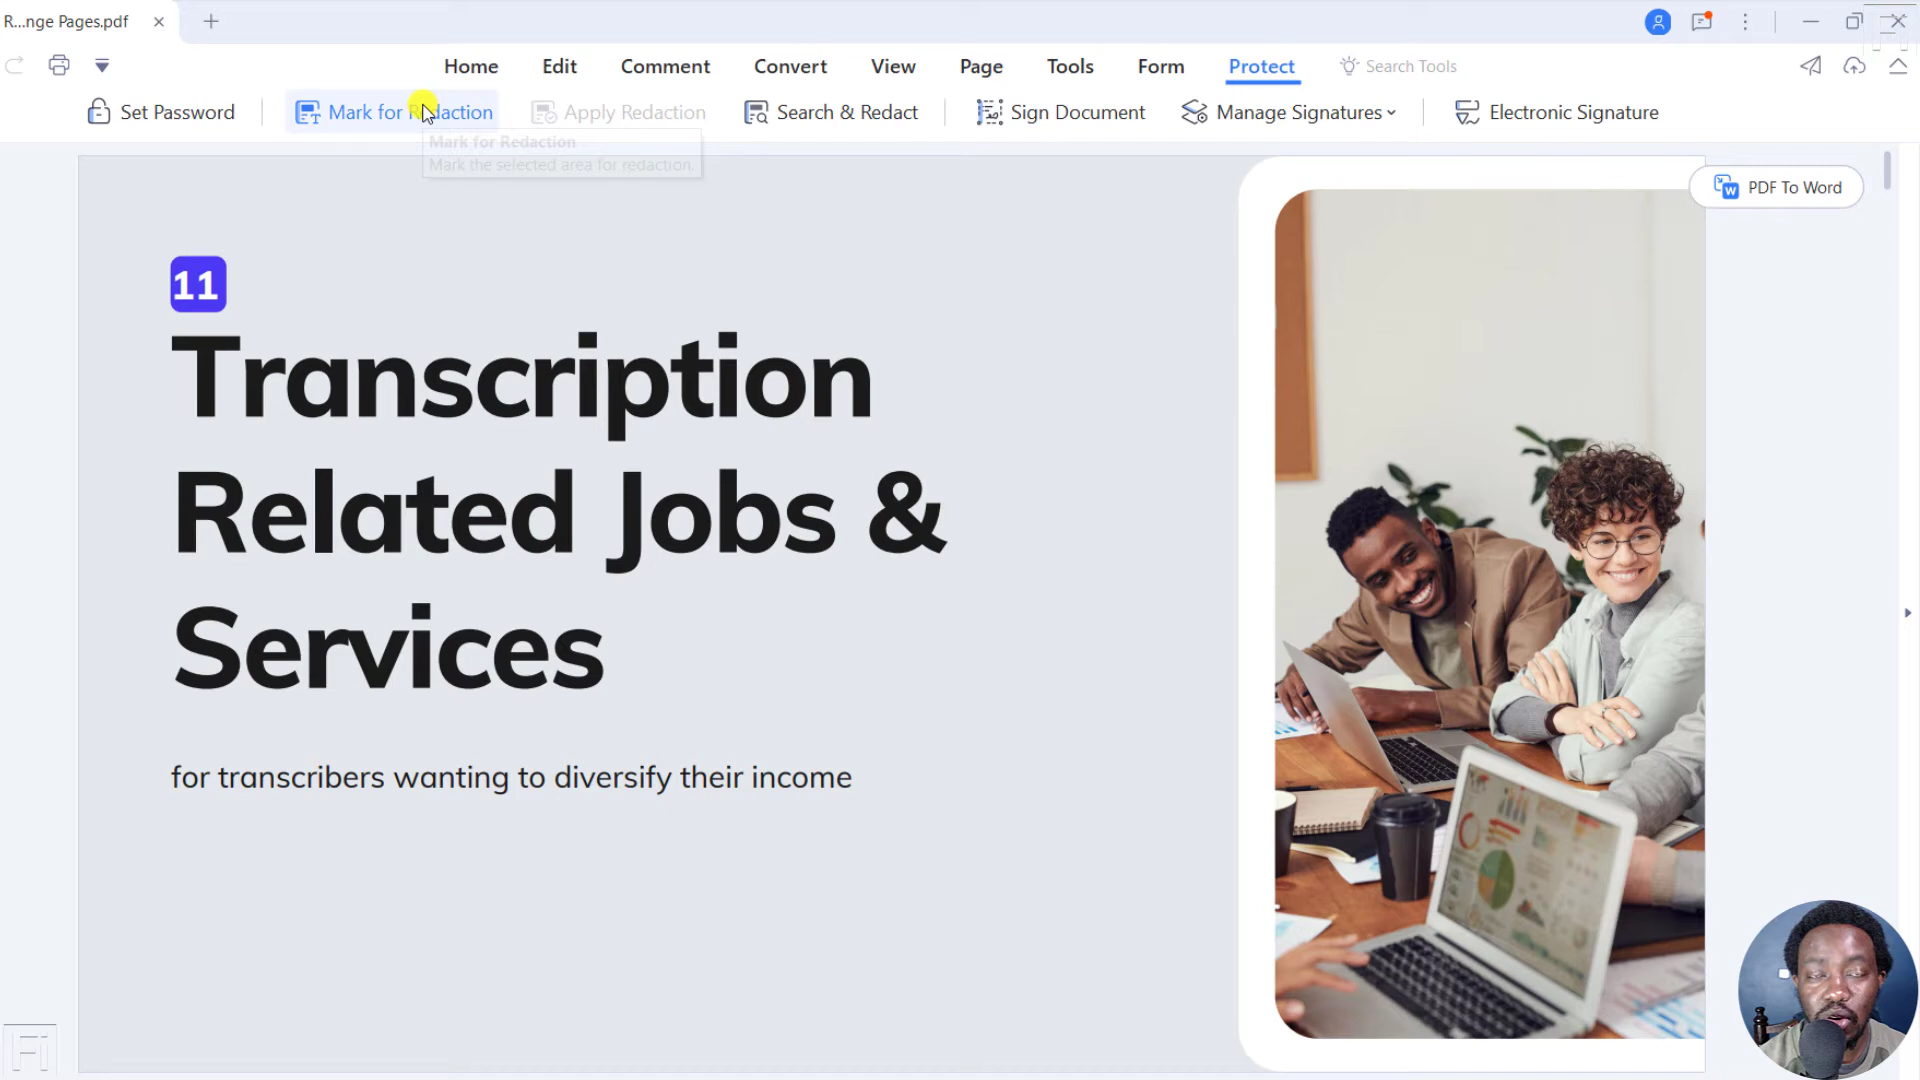 R...nge Pages.pdf
Home Edit Comment Convert View Page Tools Form Protect Search Tools
Set Password Mark for Redaction Apply Redaction Search & Redact Sign Document Manage Signatures Electronic Signature
Mark for Redaction
Mark the selected area for redaction.
PDF To Word
11
Transcription
Related Jobs &
Services
for transcribers wanting to diversify their income
Fi